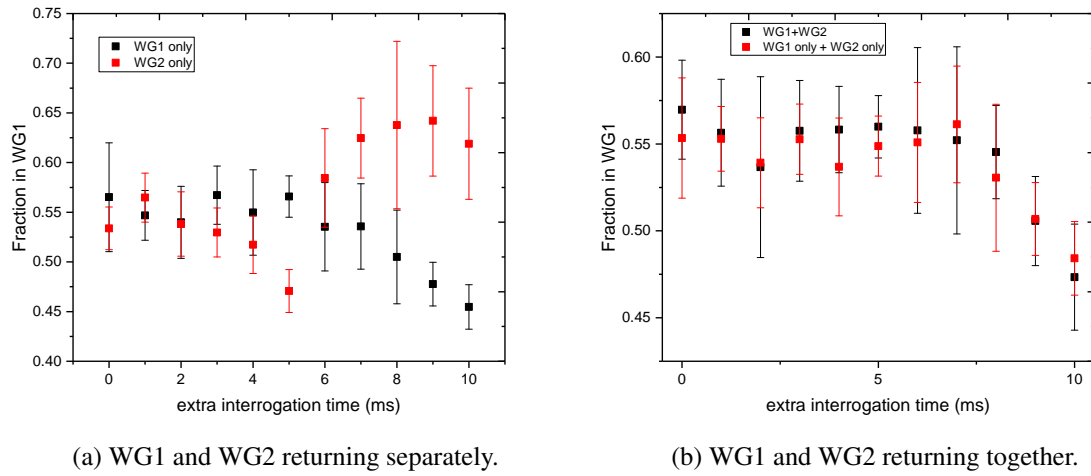 0.75
0.70
0.65
0.60
0.55
0.50
0.45
0.40
Fraction in WG1
WG1 only
WG2 only
0 2 4 6 8 10
extra interrogation time (ms)
(a) WG1 and WG2 returning separately.
0.60
0.55
0.50
0.45
Fraction in WG1
WG1+WG2
WG1 only + WG2 only
0 5 10
extra interrogation time (ms)
(b) WG1 and WG2 returning together.